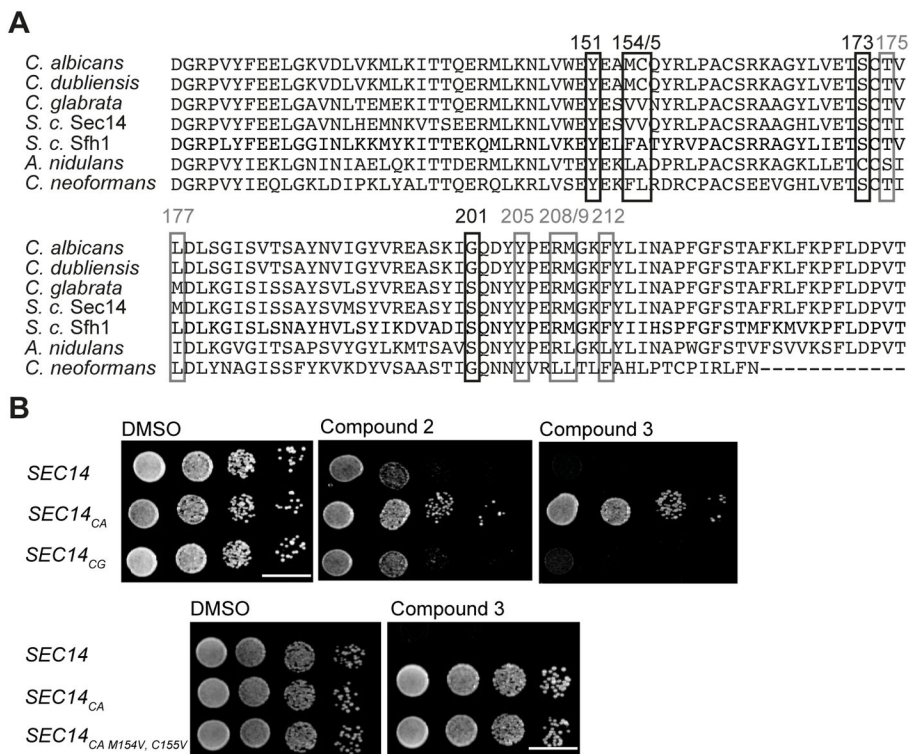 A
151 154/5 173 175
C. albicans DGRPVYFEELGKVDLVKMLKITTQERMLKNLVWEYEAMCQYRLPACSRKAGYLVETSCTV
C. dubliensis DGRPVYFEELGKVDLVKMLKITTQERMLKNLVWEYEAMCQYRLPACSRKAGYLVETSCTV
C. glabrata DGRPVYFEELGAVNLTEMEKITTQERMLKNLVWEYESVVNYRLPACSRAAGYLVETSCTV
S. c. Sec14 DGRPVYFEELGAVNLHEMNKVTSEERMLKNLVWEYESVVQYRLPACSRAAGHLVETSCTI
S. c. Sfh1 DGRPLYFEELGGINLKKMYKITTEKQMLRNLVKEYELFATYRVPACSRRAGYLIETSCTV
A. nidulans DGRPVYIEKLGNINIAELQKITTDERMLKNLVTEYEKLADPRLPACSRKAGKLLETCCSI
C. neoformans DGRPVYIEQLGKLDIPKLYALTTQERQLKRLVSEYEKFLRDRCPACSEEVGHLVETSCTI
177 201 205 208/9 212
C. albicans LDLSGISVTSAYNVIGYVREASKIGQDYYPERMGKFYLINAPFGFSTAFKLFKPFLDPVT
C. dubliensis LDLSGISVTSAYNVIGYVREASKIGQDYYPERMGKFYLINAPFGFSTAFKLFKPFLDPVT
C. glabrata MDLKGISISSAYSVLSYVREASYISQNYYPERMGKFYLINAPFGFSTAFRLFKPFLDPVT
S. c. Sec14 MDLKGISISSAYSVMSYVREASYISQNYYPERMGKFYLINAPFGFSTAFRLFKPFLDPVT
S. c. Sfh1 LDLKGISLSNAYHVLSYIKDVADISQNYYPERMGKFYIIHSPFGFSTMFKMVKPFLDPVT
A. nidulans IDLKGVGITSAPSVYGYLKMTSAVSQNYYPERLGKLYLINAPWGFSTVFSVVKSFLDPVT
C. neoformans LDLYNAGISSFYKVKDYVSAASTIGQNYYVRLLTLFAHLPTCPIRLFN------------
B
DMSO Compound 2 Compound 3
SEC14
SEC14CA
SEC14CG
DMSO Compound 3
SEC14
SEC14CA
SEC14CA M154V, C155V